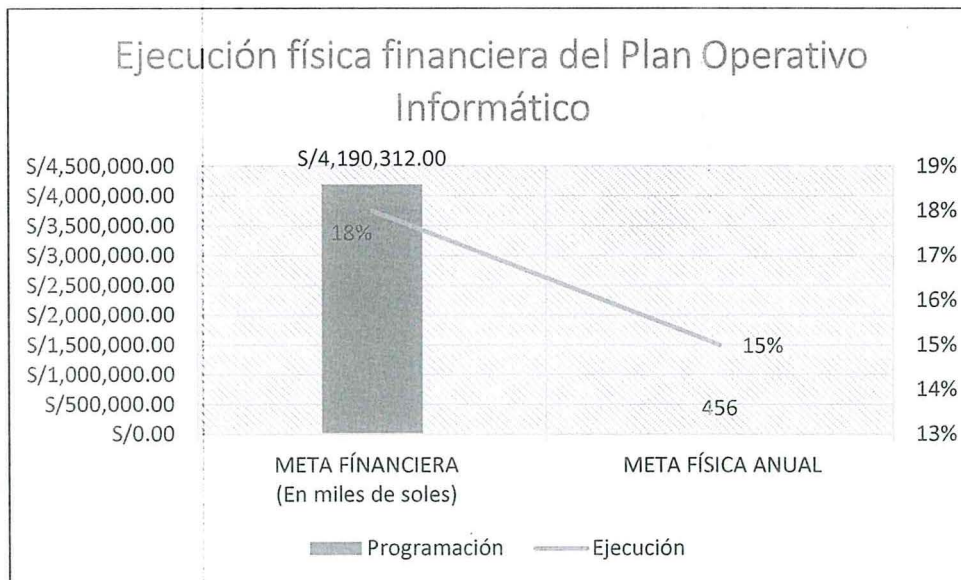 Ejecución física financiera del Plan Operativo
Informático
S/4,190,312.00
S/4,500,000.00
S/4,000,000.00
S/3,500,000.00
S/3,000,000.00
S/2,500,000.00
S/2,000,000.00
S/1,500,000.00
S/1,000,000.00
S/500,000.00
S/0.00
18%
15%
456
19%
18%
17%
16%
15%
14%
13%
META FÍNANCIERA
(En miles de soles)
META FÍSICA ANUAL
Programación
Ejecución